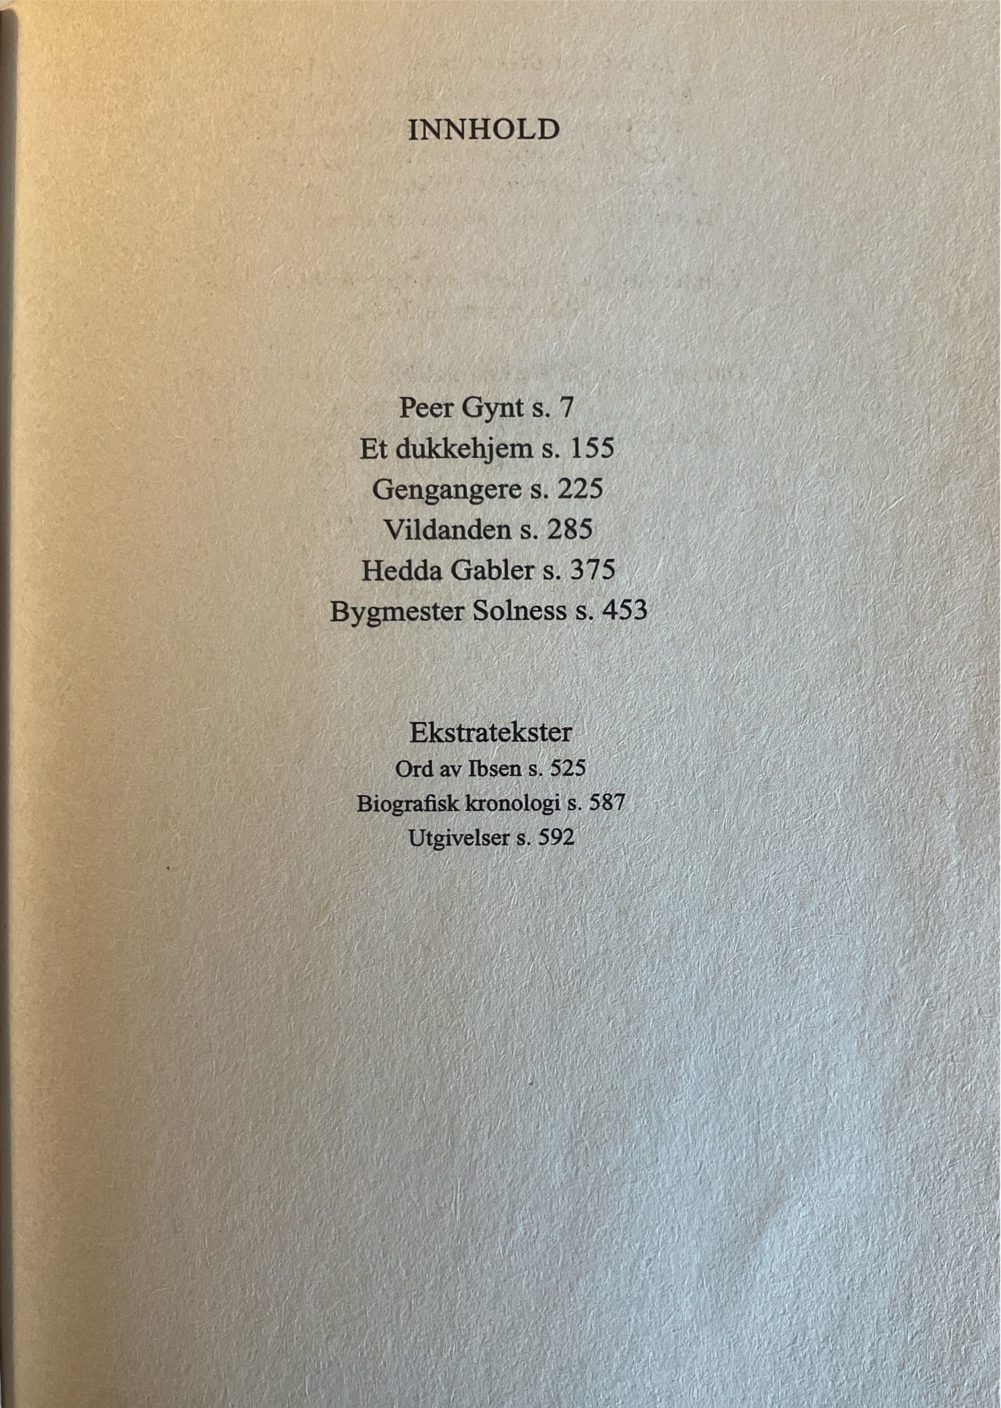 INNHOLD
Peer Gynt s. 7
Et dukkehjem s. 155
Gengangere s. 225
Vildanden s. 285
Hedda Gabler s. 375
Bygmester Solness s. 453
Ekstratekster
Ord av Ibsen s. 525
Biografisk kronologi s. 587
Utgivelser s. 592